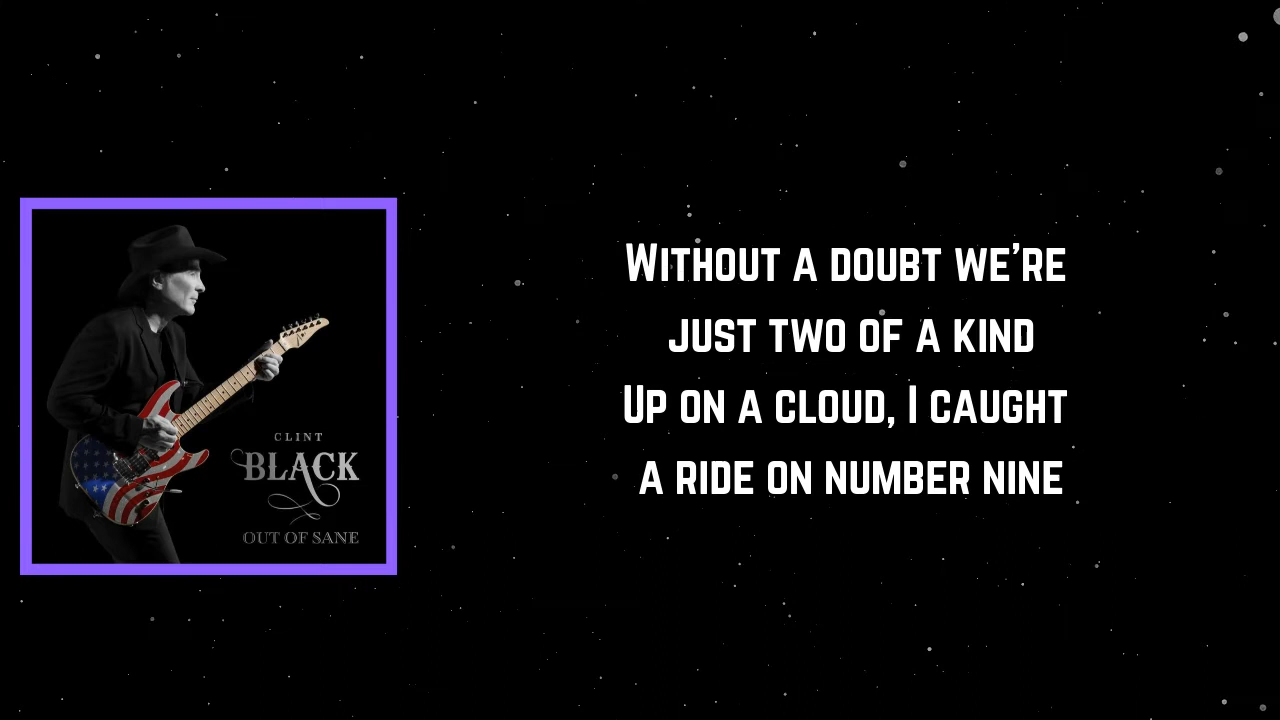 Without a doubt we're
just two of a kind
Up on a cloud, I caught
a ride on number nine
CLINT
BLACK
OUT OF SANE